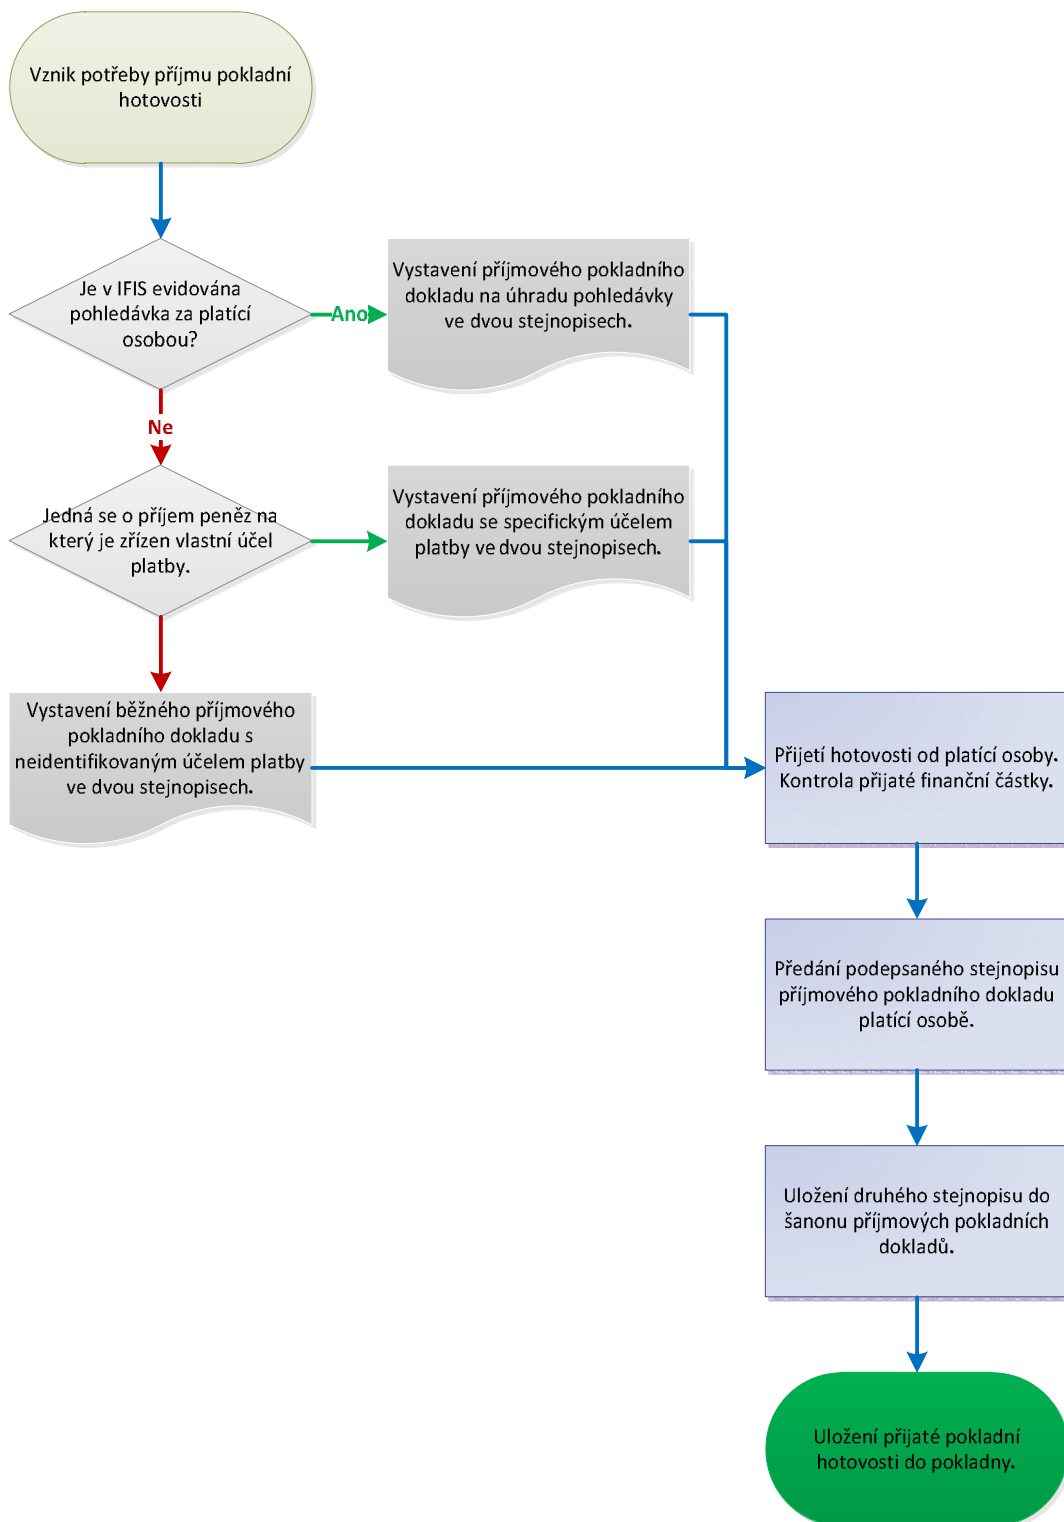 Vznik potřeby příjmu pokladní
hotovosti
Je v IFIS evidována
pohledávka za platící
osobou?
Ano
Vystavení příjmového pokladního
dokladu na úhradu pohledávky
ve dvou stejnopisech.
Ne
Jedná se o příjem peněz na
který je zřízen vlastní účel
platby.
Vystavení příjmového pokladního
dokladu se specifickým účelem
platby ve dvou stejnopisech.
Vystavení běžného příjmového
pokladního dokladu s
neidentifikovaným účelem platby
ve dvou stejnopisech.
Přijetí hotovosti od platící osoby.
Kontrola přijaté finanční částky.
Předání podepsaného stejnopisu
příjmového pokladního dokladu
platící osobě.
Uložení druhého stejnopisu do
šanonu příjmových pokladních
dokladů.
Uložení přijaté pokladní
hotovosti do pokladny.